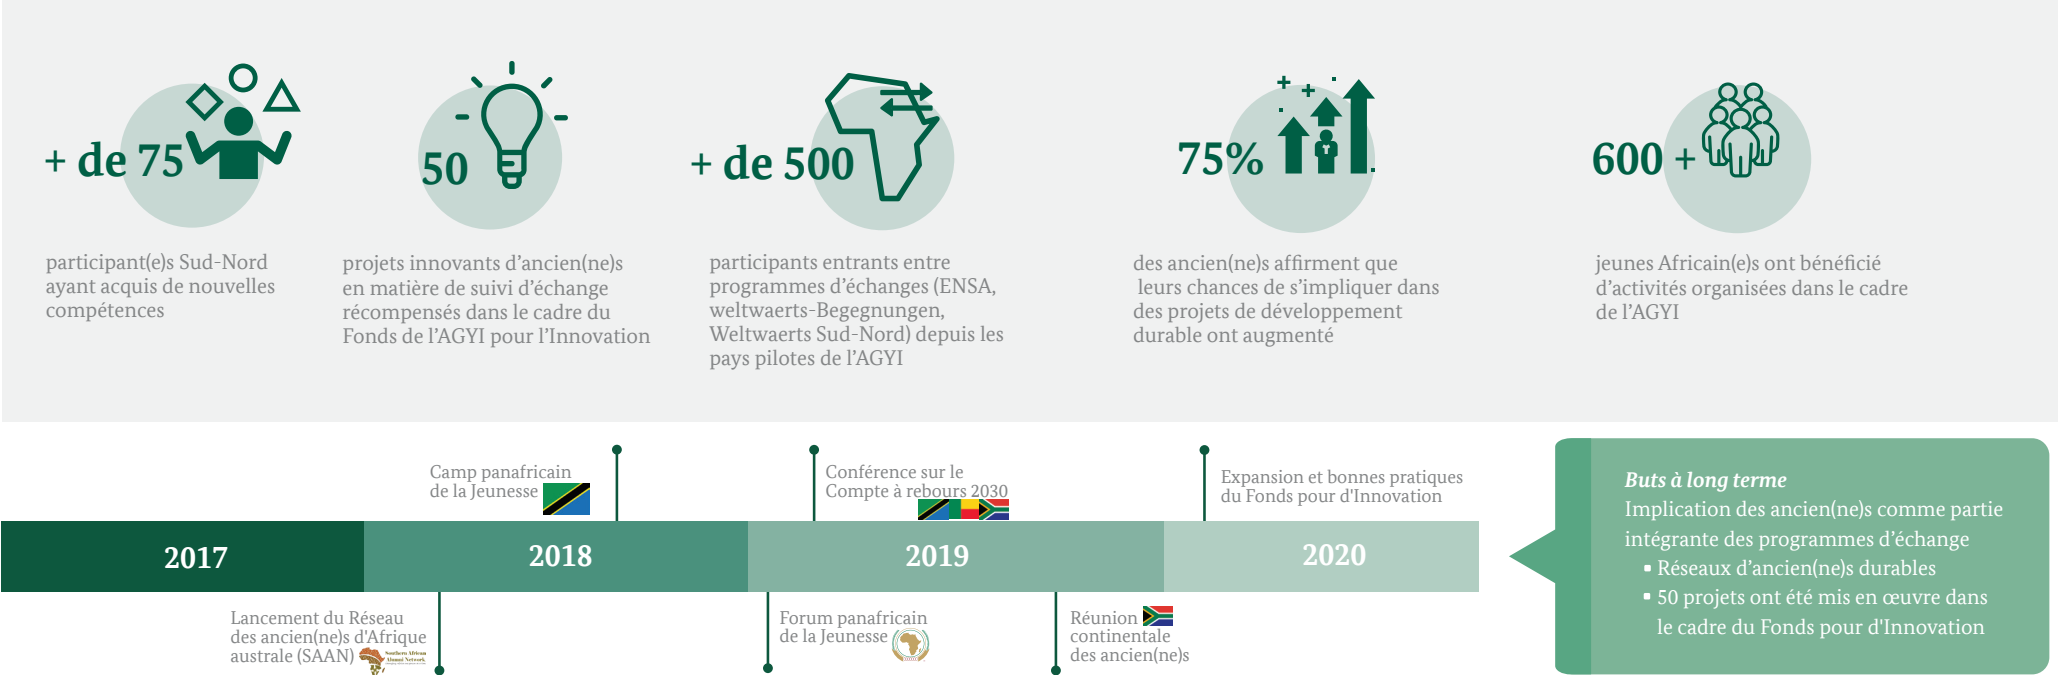 + de 75
participant(e)s Sud-Nord
ayant acquis de nouvelles
compétences
50
projets innovants d’ancien(ne)s
en matière de suivi d’échange
récompensés dans le cadre du
Fonds de l’AGYI pour l’Innovation
+ de 500
participants entrants entre
programmes d’échanges (ENSA,
weltwaerts-Begegnungen,
Weltwaerts Sud-Nord) depuis les
pays pilotes de l’AGYI
75%
des ancien(ne)s affirment que
leurs chances de s’impliquer dans
des projets de développement
durable ont augmenté
600 +
jeunes Africain(e)s ont bénéficié
d’activités organisées dans le cadre
de l’AGYI
Camp panafricain
de la Jeunesse
Conférence sur le
Compte à rebours 2030
Expansion et bonnes pratiques
du Fonds pour d'Innovation
2017
2018
2019
2020
Lancement du Réseau
des ancien(ne)s d'Afrique
australe (SAAN)
Southern African
Alumni Network
Forum panafricain
de la Jeunesse
Réunion
continentale
des ancien(ne)s
Buts à long terme
Implication des ancien(ne)s comme partie
intégrante des programmes d’échange
▪ Réseaux d’ancien(ne)s durables
▪ 50 projets ont été mis en œuvre dans
le cadre du Fonds pour d'Innovation